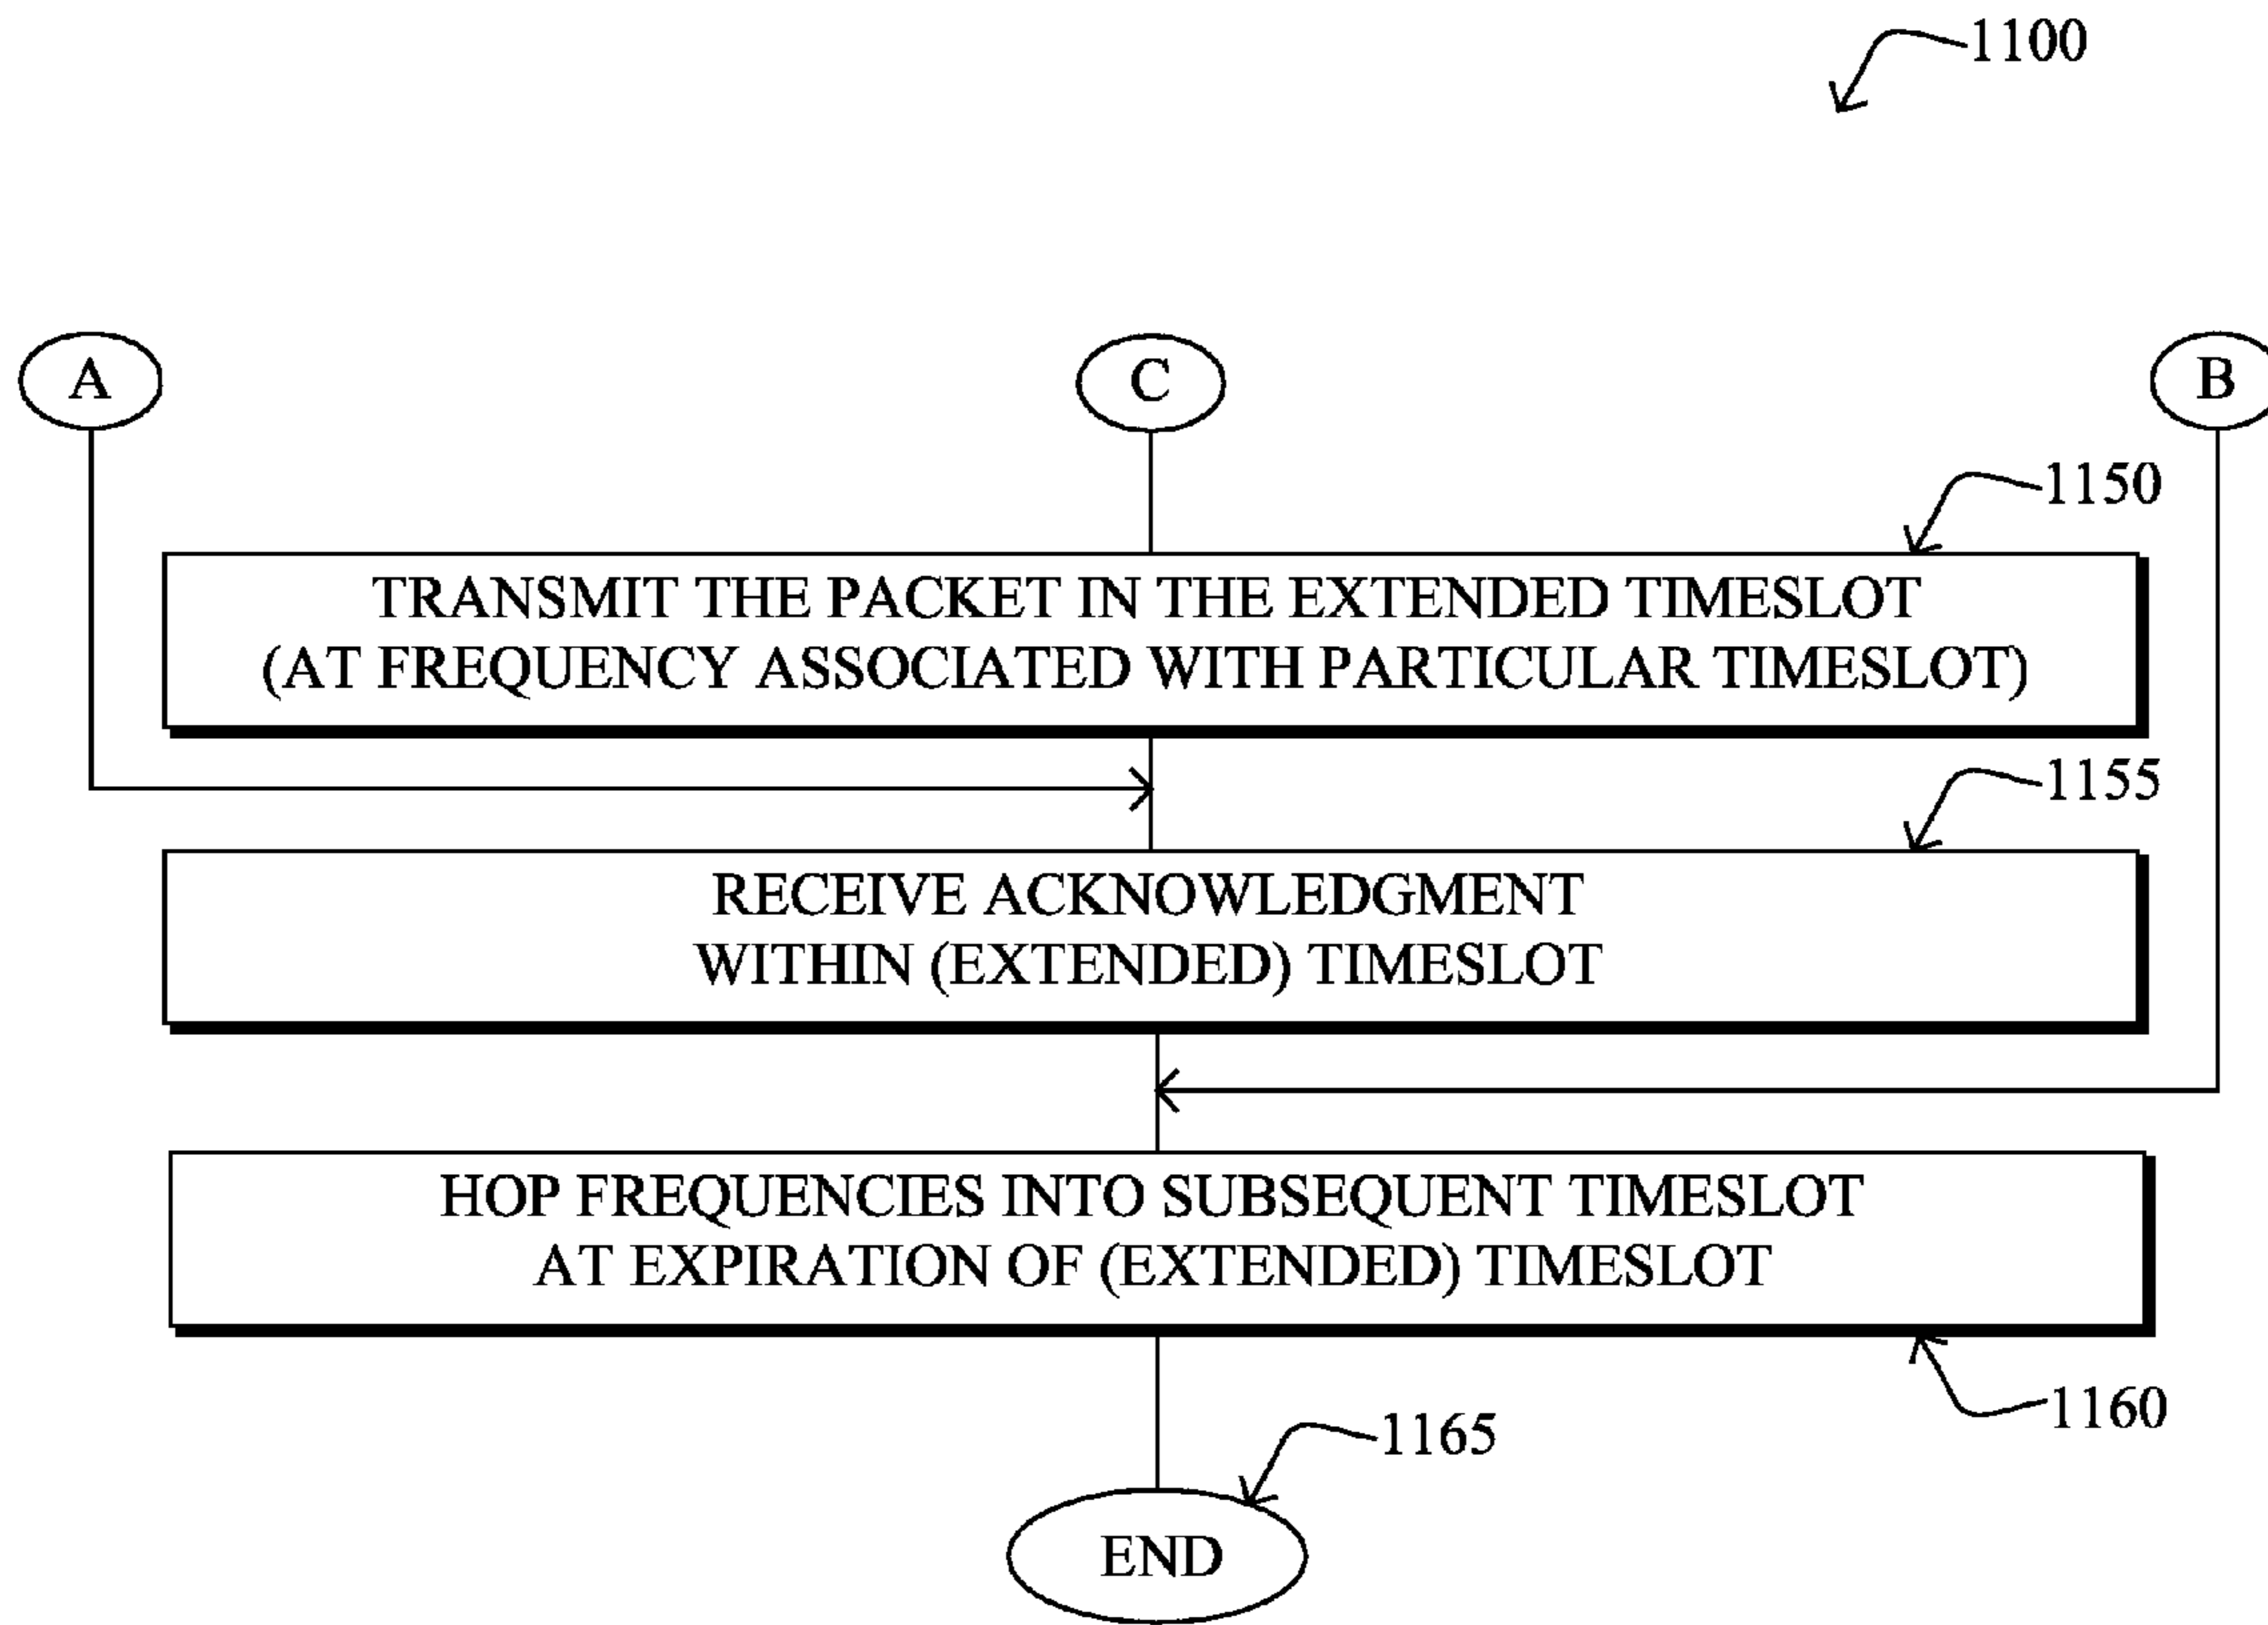 1100
A
C
B
1150
TRANSMIT THE PACKET IN THE EXTENDED TIMESLOT
(AT FREQUENCY ASSOCIATED WITH PARTICULAR TIMESLOT)
1155
RECEIVE ACKNOWLEDGMENT
WITHIN (EXTENDED) TIMESLOT
HOP FREQUENCIES INTO SUBSEQUENT TIMESLOT
AT EXPIRATION OF (EXTENDED) TIMESLOT
1160
1165
END